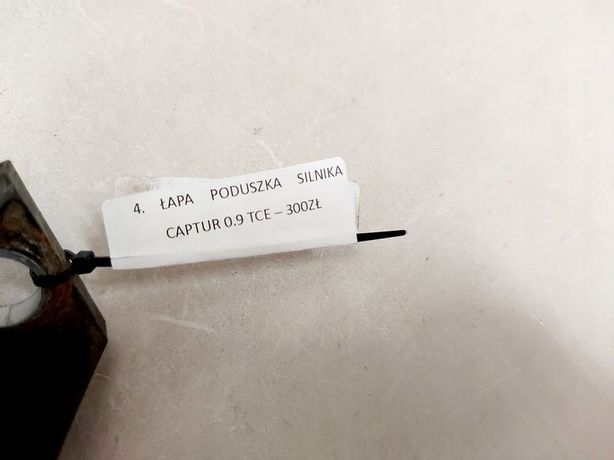 4. ŁAPA PODUSZKA SILNIKA
CAPTUR 0.9 TCE – 300ZŁ